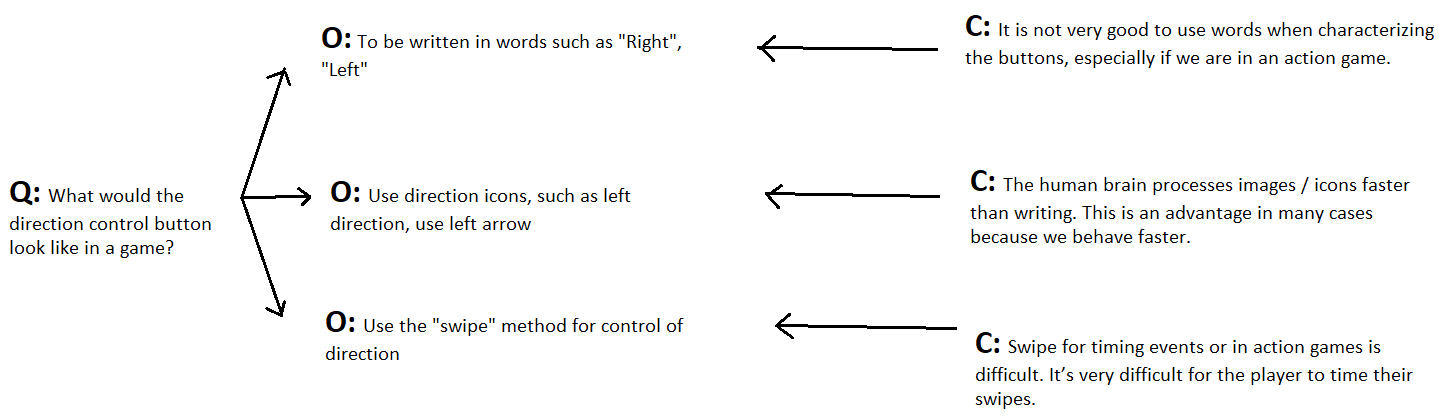 Q: What would the
direction control button
look like in a game?
O: To be written in words such as "Right",
"Left"
C: It is not very good to use words when characterizing
the buttons, especially if we are in an action game.
O: Use direction icons, such as left
direction, use left arrow
C: The human brain processes images / icons faster
than writing. This is an advantage in many cases
because we behave faster.
O: Use the "swipe" method for control of
direction
C: Swipe for timing events or in action games is
difficult. It’s very difficult for the player to time their
swipes.